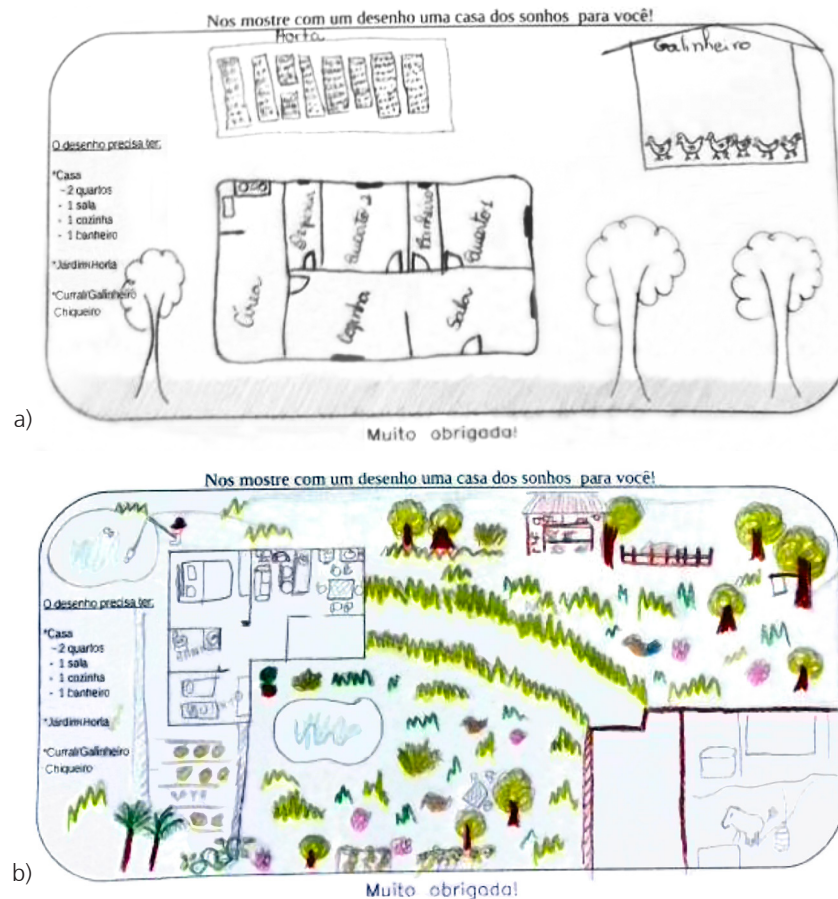 Nos mostre com um desenho uma casa dos sonhos para você!
Horta
Galinheiro
O desenho precisa ter:
*Casa
- 2 quartos
- 1 sala
- 1 cozinha
- 1 banheiro
*Jardim/Horta
*Curral/Galinheiro
Chiqueiro
Área
Quarto 2
Banheiro
Quarto 1
Cozinha
Sala
a)
Muito obrigada!
Nos mostre com um desenho uma casa dos sonhos para você!
O desenho precisa ter:
*Casa
- 2 quartos
- 1 sala
- 1 cozinha
- 1 banheiro
*Jardim/Horta
*Curral/Galinheiro
Chiqueiro
b)
Muito obrigada!